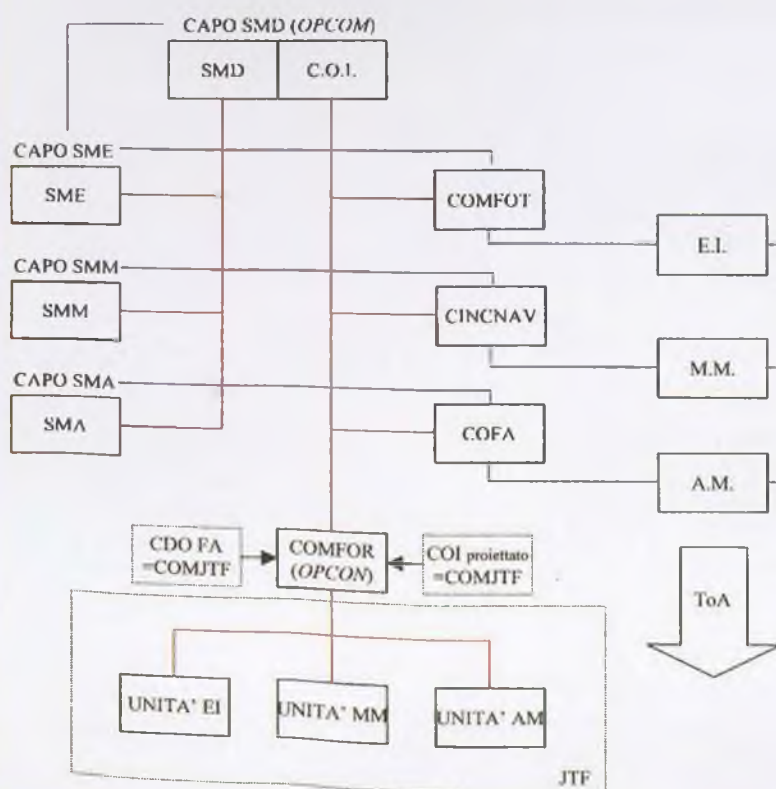 CAPO SMD (OPCOM)
SMD
C.O.I.
CAPO SME
SME
COMFOT
E.I.
CAPO SMM
SMM
CINCNAV
M.M.
CAPO SMA
SMA
COFA
A.M.
CDO FA
=COMJTF
COMFOR
(OPCON)
COI proiettato
=COMJTF
ToA
UNITA' EI
UNITA' MM
UNITA' AM
JTF